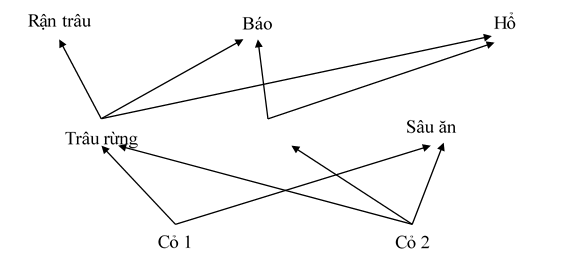 Rận trâu
Báo
Hổ
Trâu rừng
Sâu ăn
Cỏ 1
Cỏ 2